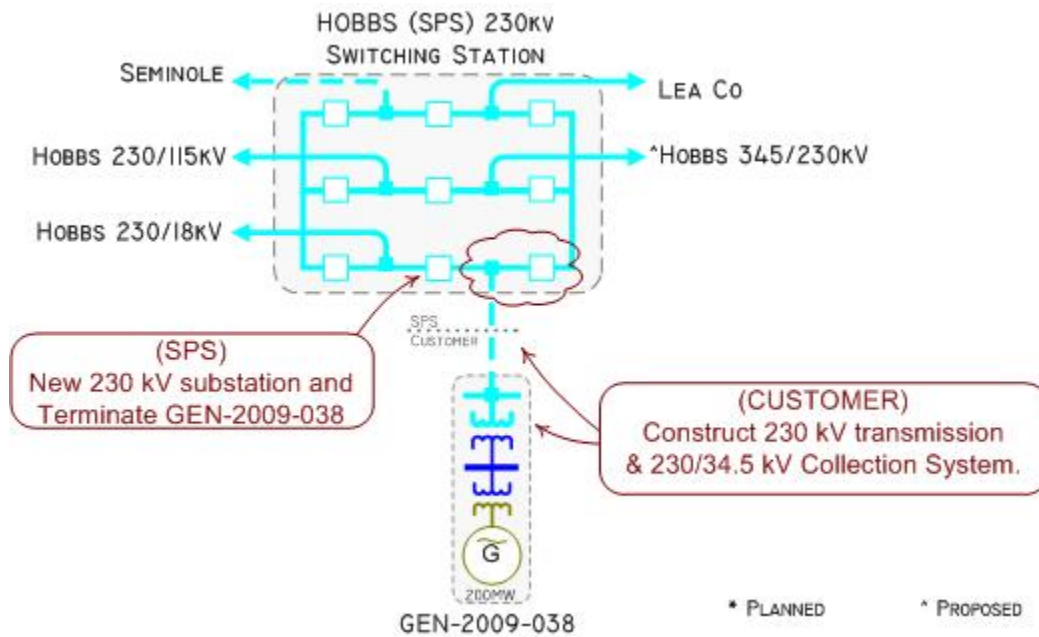 HOBBS (SPS) 230KV
SWITCHING STATION
SEMINOLE
LEA CO
HOBBS 230/115KV
^HOBBS 345/230KV
HOBBS 230/18KV
SPS
CUSTOMER
(SPS)
New 230 kV substation and
Terminate GEN-2009-038
(CUSTOMER)
Construct 230 kV transmission
& 230/34.5 kV Collection System.
G
200MW
GEN-2009-038
* PLANNED
^ PROPOSED